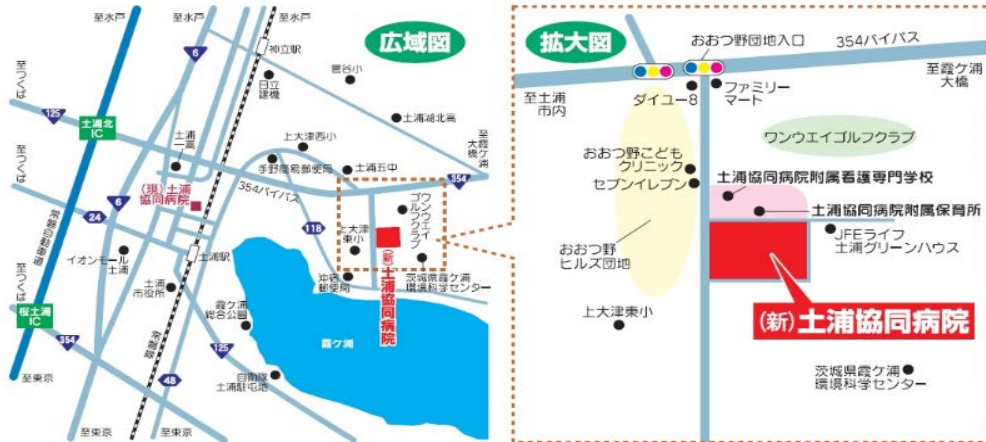 至水戸
至水戸
至水戸
6
広域図
神立駅
菅谷小
日立
建機
至つくば
125
土浦北
IC
土浦湖北高
土浦
一高
上大津西小
手野簡易郵便局
土浦五中
至霞ケ浦
大橋
354
354バイパス
至つくば
(現)土浦
協同病院
6
24
118
ワンウェイ
ゴルフクラブ
上大津
東小
常磐自動車道
イオンモール
土浦
土浦駅
(新)土浦協同病院
沖宿
郵便局
茨城県霞ケ浦
環境科学センター
土浦
市役所
至つくば
桜土浦
IC
霞ケ浦
総合公園
霞ケ浦
354
常磐線
125
自衛隊
土浦駐屯地
48
至東京
至東京
至東京
拡大図
おおつ野団地入口
354バイパス
至土浦
市内
ダイユー8
ファミリー
マート
至霞ケ浦
大橋
ワンウエイゴルフクラブ
おおつ野こども
クリニック
セブンイレブン
土浦協同病院附属看護専門学校
土浦協同病院附属保育所
JFEライフ
土浦グリーンハウス
おおつ野
ヒルズ団地
上大津東小
(新)土浦協同病院
茨城県霞ケ浦
環境科学センター